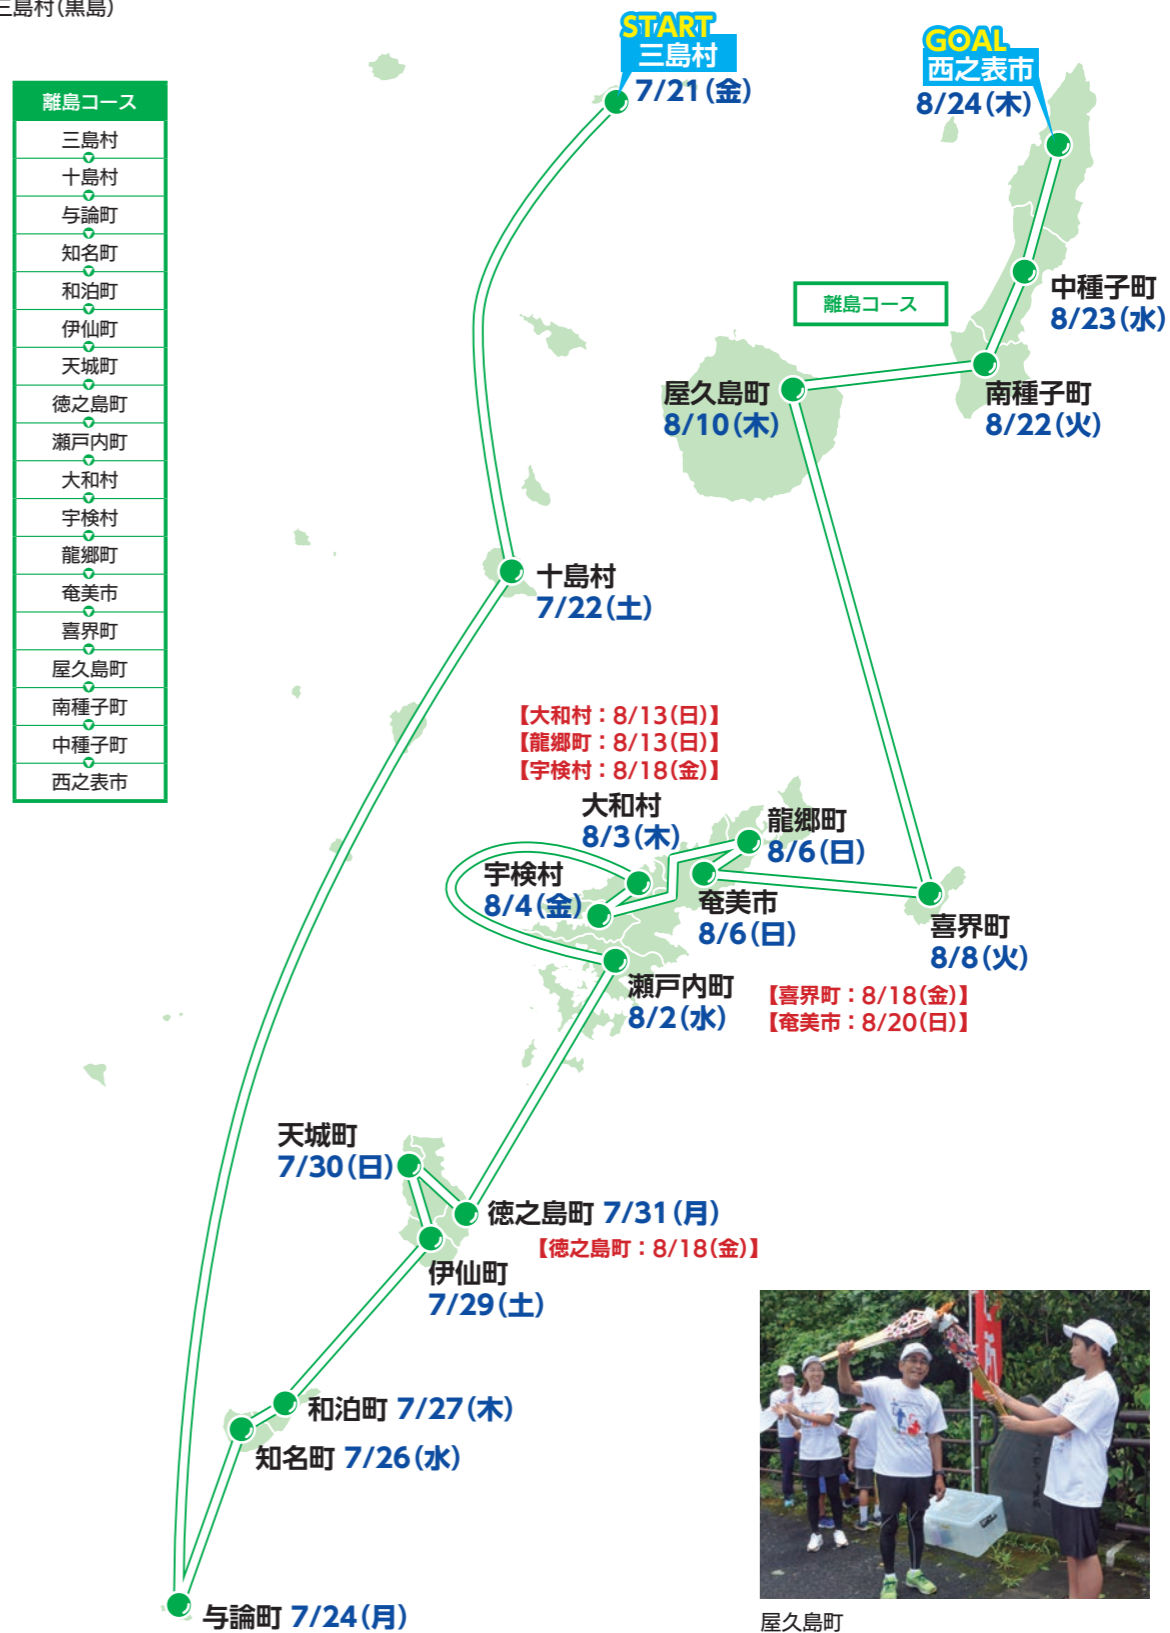 三島村（黒島）
START
三島村
7/21（金）
GOAL
西之表市
8/24（木）
離島コース
三島村
十島村
与論町
知名町
和泊町
伊仙町
天城町
徳之島町
瀬戸内町
大和村
宇検村
龍郷町
奄美市
喜界町
屋久島町
南種子町
中種子町
西之表市
中種子町
8/23（水）
離島コース
南種子町
8/22（火）
屋久島町
8/10（木）
十島村
7/22（土）
【大和村：8/13（日）】
【龍郷町：8/13（日）】
【宇検村：8/18（金）】
大和村
8/3（木）
龍郷町
8/6（日）
宇検村
8/4（金）
奄美市
8/6（日）
喜界町
8/8（火）
瀬戸内町
8/2（水）
【喜界町：8/18（金）】
【奄美市：8/20（日）】
天城町
7/30（日）
徳之島町 7/31（月）
【徳之島町：8/18（金）】
伊仙町
7/29（土）
和泊町 7/27（木）
知名町 7/26（水）
与論町 7/24（月）
屋久島町